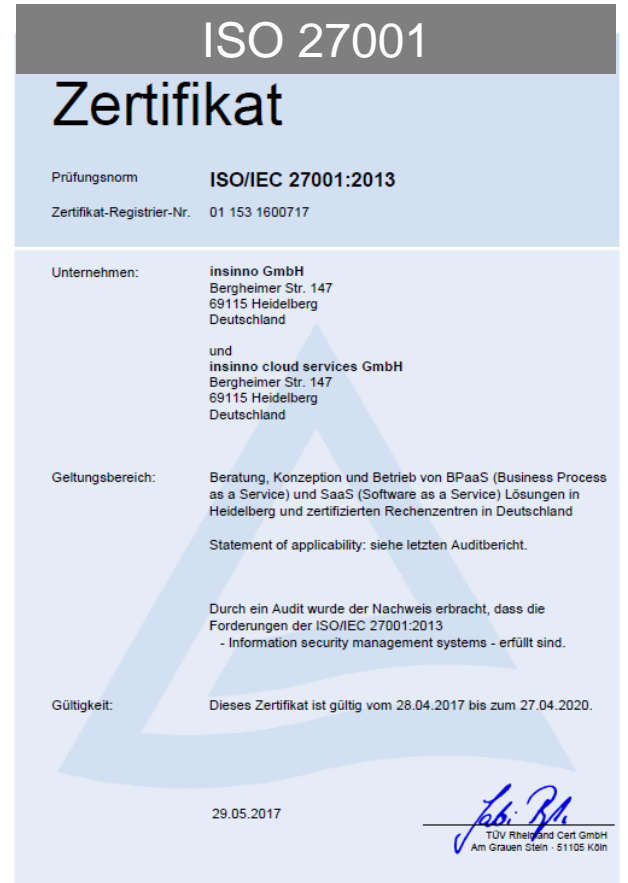 ISO 27001
Zertifikat
Prüfungsnorm ISO/IEC 27001:2013
Zertifikat-Registrier-Nr. 01 153 1600717
Unternehmen: insinno GmbH
Bergheimer Str. 147
69115 Heidelberg
Deutschland
und
insinno cloud services GmbH
Bergheimer Str. 147
69115 Heidelberg
Deutschland
Geltungsbereich: Beratung, Konzeption und Betrieb von BPaaS (Business Process
as a Service) und SaaS (Software as a Service) Lösungen in
Heidelberg und zertifizierten Rechenzentren in Deutschland
Statement of applicability: siehe letzten Auditbericht.
Durch ein Audit wurde der Nachweis erbracht, dass die
Forderungen der ISO/IEC 27001:2013
- Information security management systems - erfüllt sind.
Gültigkeit: Dieses Zertifikat ist gültig vom 28.04.2017 bis zum 27.04.2020.
29.05.2017
TÜV Rheinland Cert GmbH
Am Grauen Stein · 51105 Köln